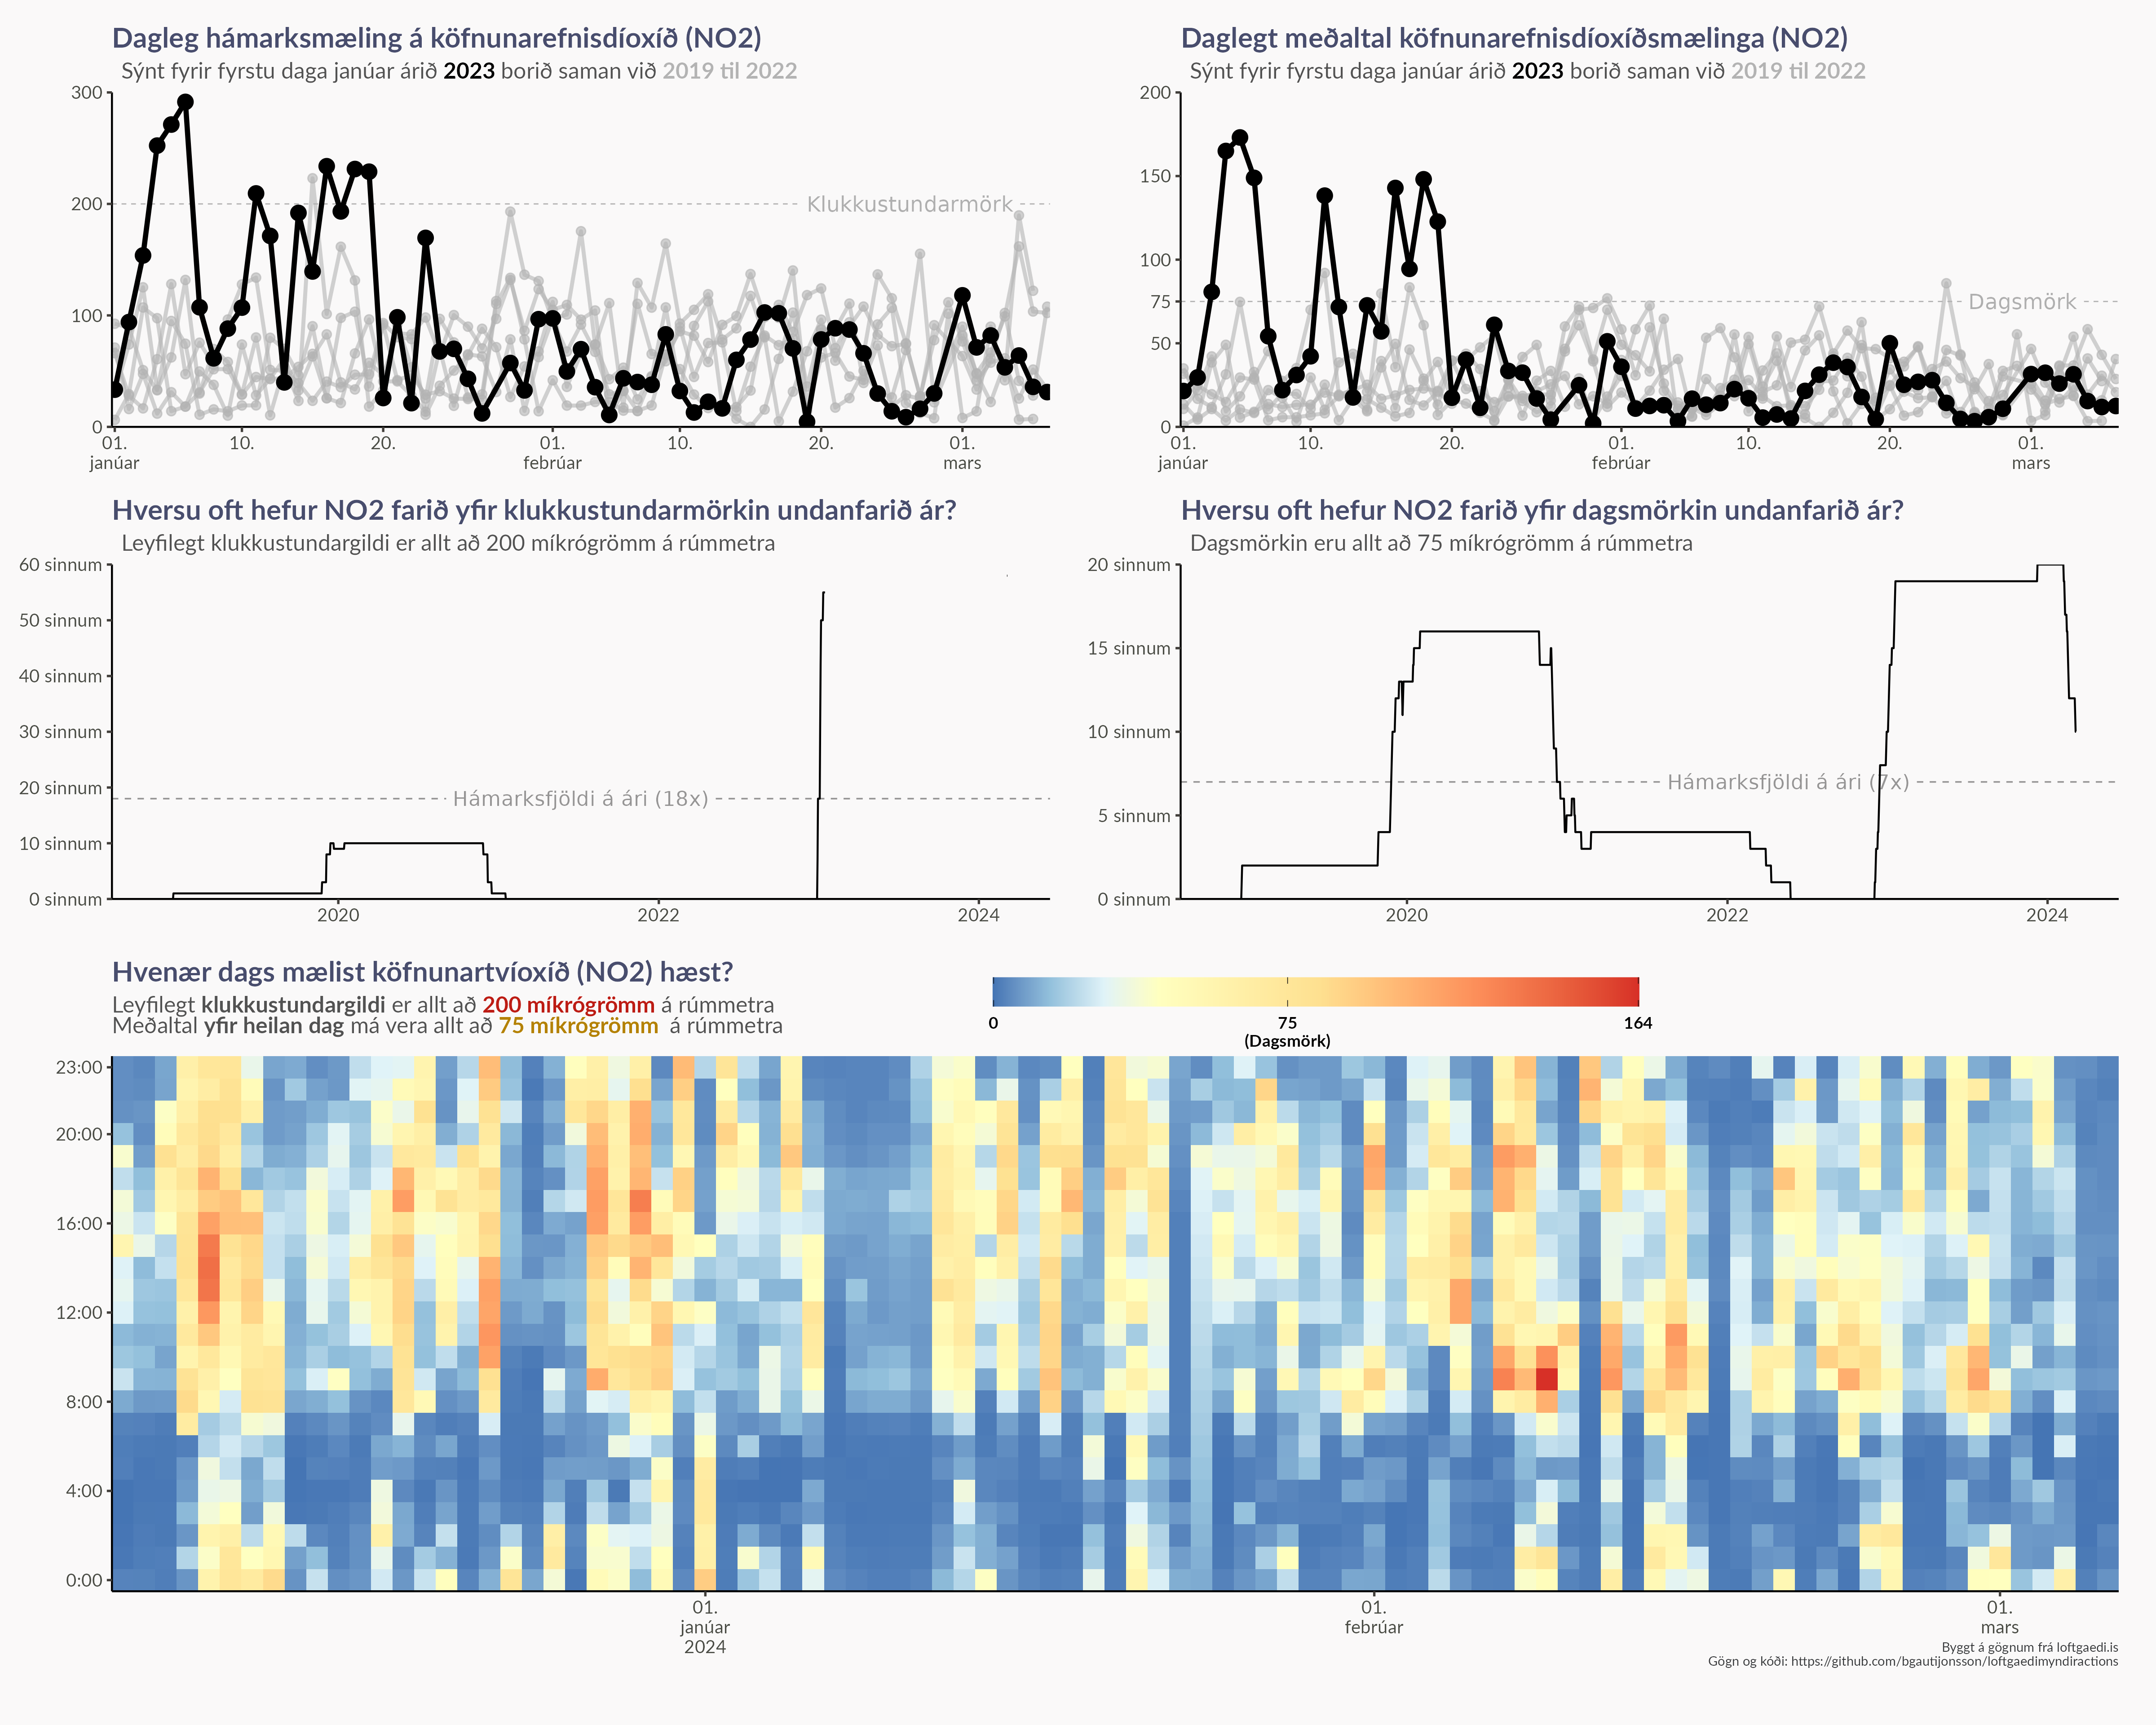 Dagleg hámarksmæling á köfnunarefnisdíoxíð (NO2)
Sýnt fyrir fyrstu daga janúar árið 2023 borið saman við 2019 til 2022
300
200
100
0
Klukkustundarmörk
01. 10. 20. 01. 10. 20. 01.
janúar febrúar mars
Daglegt meðaltal köfnunarefnisdíoxíðsmælinga (NO2)
Sýnt fyrir fyrstu daga janúar árið 2023 borið saman við 2019 til 2022
200
150
100
75
50
0
Dagsmörk
01. 10. 20. 01. 10. 20. 01.
janúar febrúar mars
Hversu oft hefur NO2 farið yfir klukkustundarmörkin undanfarið ár?
Leyfilegt klukkustundargildi er allt að 200 míkrógrömm á rúmmetra
60 sinnum
50 sinnum
40 sinnum
30 sinnum
20 sinnum
10 sinnum
0 sinnum
Hámarksfjöldi á ári (18x)
2020 2022 2024
Hversu oft hefur NO2 farið yfir dagsmörkin undanfarið ár?
Dagsmörkin eru allt að 75 míkrógrömm á rúmmetra
20 sinnum
15 sinnum
10 sinnum
5 sinnum
0 sinnum
Hámarksfjöldi á ári (7x)
2020 2022 2024
Hvenær dags mælist köfnunartvíoxíð (NO2) hæst?
Leyfilegt klukkustundargildi er allt að 200 míkrógrömm á rúmmetra
Meðaltal yfir heilan dag má vera allt að 75 míkrógrömm á rúmmetra
0 75 164
(Dagsmörk)
23:00
20:00
16:00
12:00
8:00
4:00
0:00
01. 01. 01.
janúar febrúar mars
2024
Byggt á gögnum frá loftgaedi.is
Gögn og kóði: https://github.com/bgautijonsson/loftgaedimyndiractions